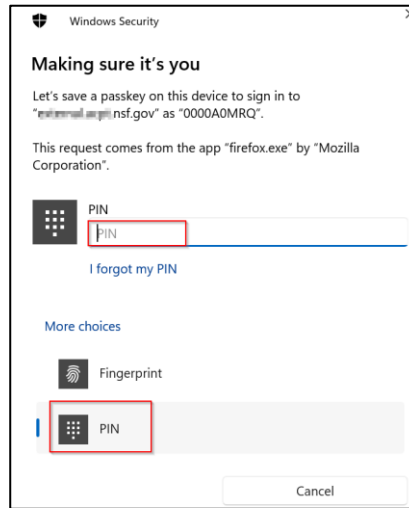 Windows Security
Making sure it's you
Let's save a passkey on this device to sign in to
nsf.gov" as "0000A0MRQ".
This request comes from the app "firefox.exe" by "Mozilla
Corporation".
PIN
PIN
I forgot my PIN
More choices
Fingerprint
PIN
Cancel